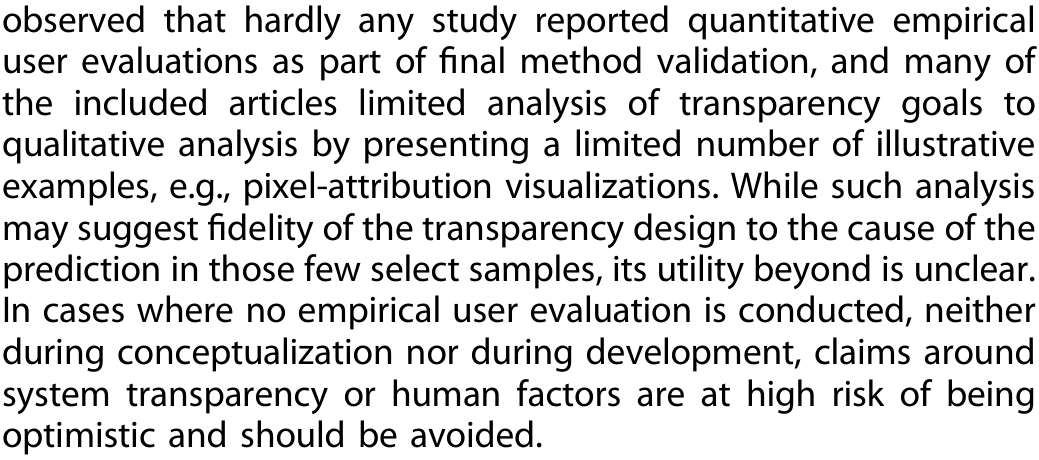 observed that hardly any study reported quantitative empirical
user evaluations as part of final method validation, and many of
the included articles limited analysis of transparency goals to
qualitative analysis by presenting a limited number of illustrative
examples, e.g., pixel-attribution visualizations. While such analysis
may suggest fidelity of the transparency design to the cause of the
prediction in those few select samples, its utility beyond is unclear.
In cases where no empirical user evaluation is conducted, neither
during conceptualization nor during development, claims around
system transparency or human factors are at high risk of being
optimistic and should be avoided.